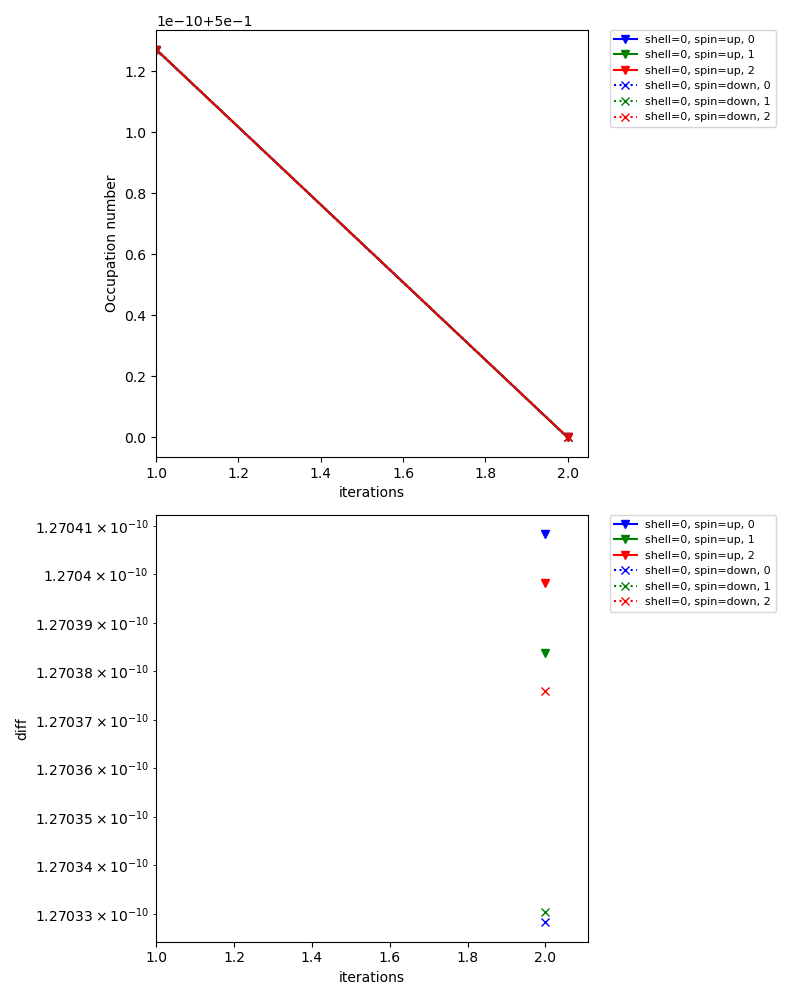 1e−10+5e−1
1.2
1.0
0.8
0.6
0.4
0.2
0.0
Occupation number
1.0 1.2 1.4 1.6 1.8 2.0
iterations
shell=0, spin=up, 0
shell=0, spin=up, 1
shell=0, spin=up, 2
shell=0, spin=down, 0
shell=0, spin=down, 1
shell=0, spin=down, 2
1.27041 × 10⁻¹⁰
1.2704 × 10⁻¹⁰
1.27039 × 10⁻¹⁰
1.27038 × 10⁻¹⁰
1.27037 × 10⁻¹⁰
1.27036 × 10⁻¹⁰
1.27035 × 10⁻¹⁰
1.27034 × 10⁻¹⁰
1.27033 × 10⁻¹⁰
diff
1.0 1.2 1.4 1.6 1.8 2.0
iterations
shell=0, spin=up, 0
shell=0, spin=up, 1
shell=0, spin=up, 2
shell=0, spin=down, 0
shell=0, spin=down, 1
shell=0, spin=down, 2